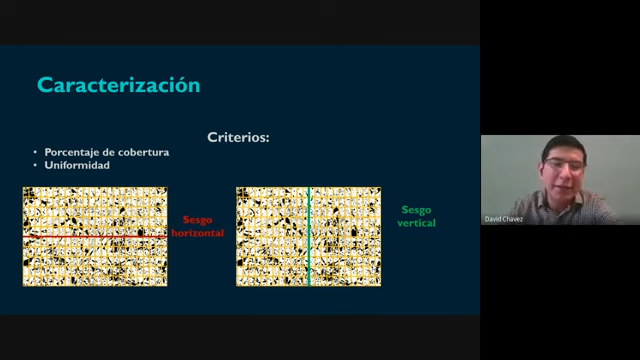 Caracterización
Criterios:
• Porcentaje de cobertura
• Uniformidad
Sesgo
horizontal
Sesgo
vertical
David Chavez